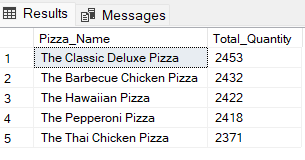 Results Messages
Pizza_Name Total_Quantity
1 The Classic Deluxe Pizza 2453
2 The Barbecue Chicken Pizza 2432
3 The Hawaiian Pizza 2422
4 The Pepperoni Pizza 2418
5 The Thai Chicken Pizza 2371